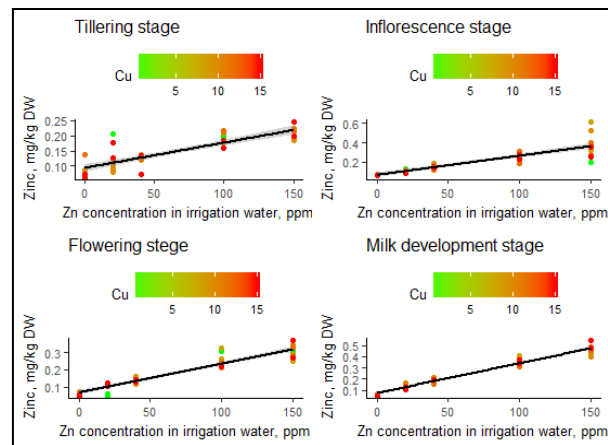 Tillering stage
Cu
5 10 15
Zinc, mg/kg DW
0.25
0.20
0.15
0.10
0 50 100 150
Zn concentration in irrigation water, ppm
Inflorescence stage
Cu
5 10 15
Zinc, mg/kg DW
0.6
0.4
0.2
0 50 100 150
Zn concentration in irrigation water, ppm
Flowering stege
Cu
5 10 15
Zinc, mg/kg DW
0.3
0.2
0.1
0 50 100 150
Zn concentration in irrigation water, ppm
Milk development stage
Cu
5 10 15
Zinc, mg/kg DW
0.5
0.4
0.3
0.2
0.1
0 50 100 150
Zn concentration in irrigation water, ppm